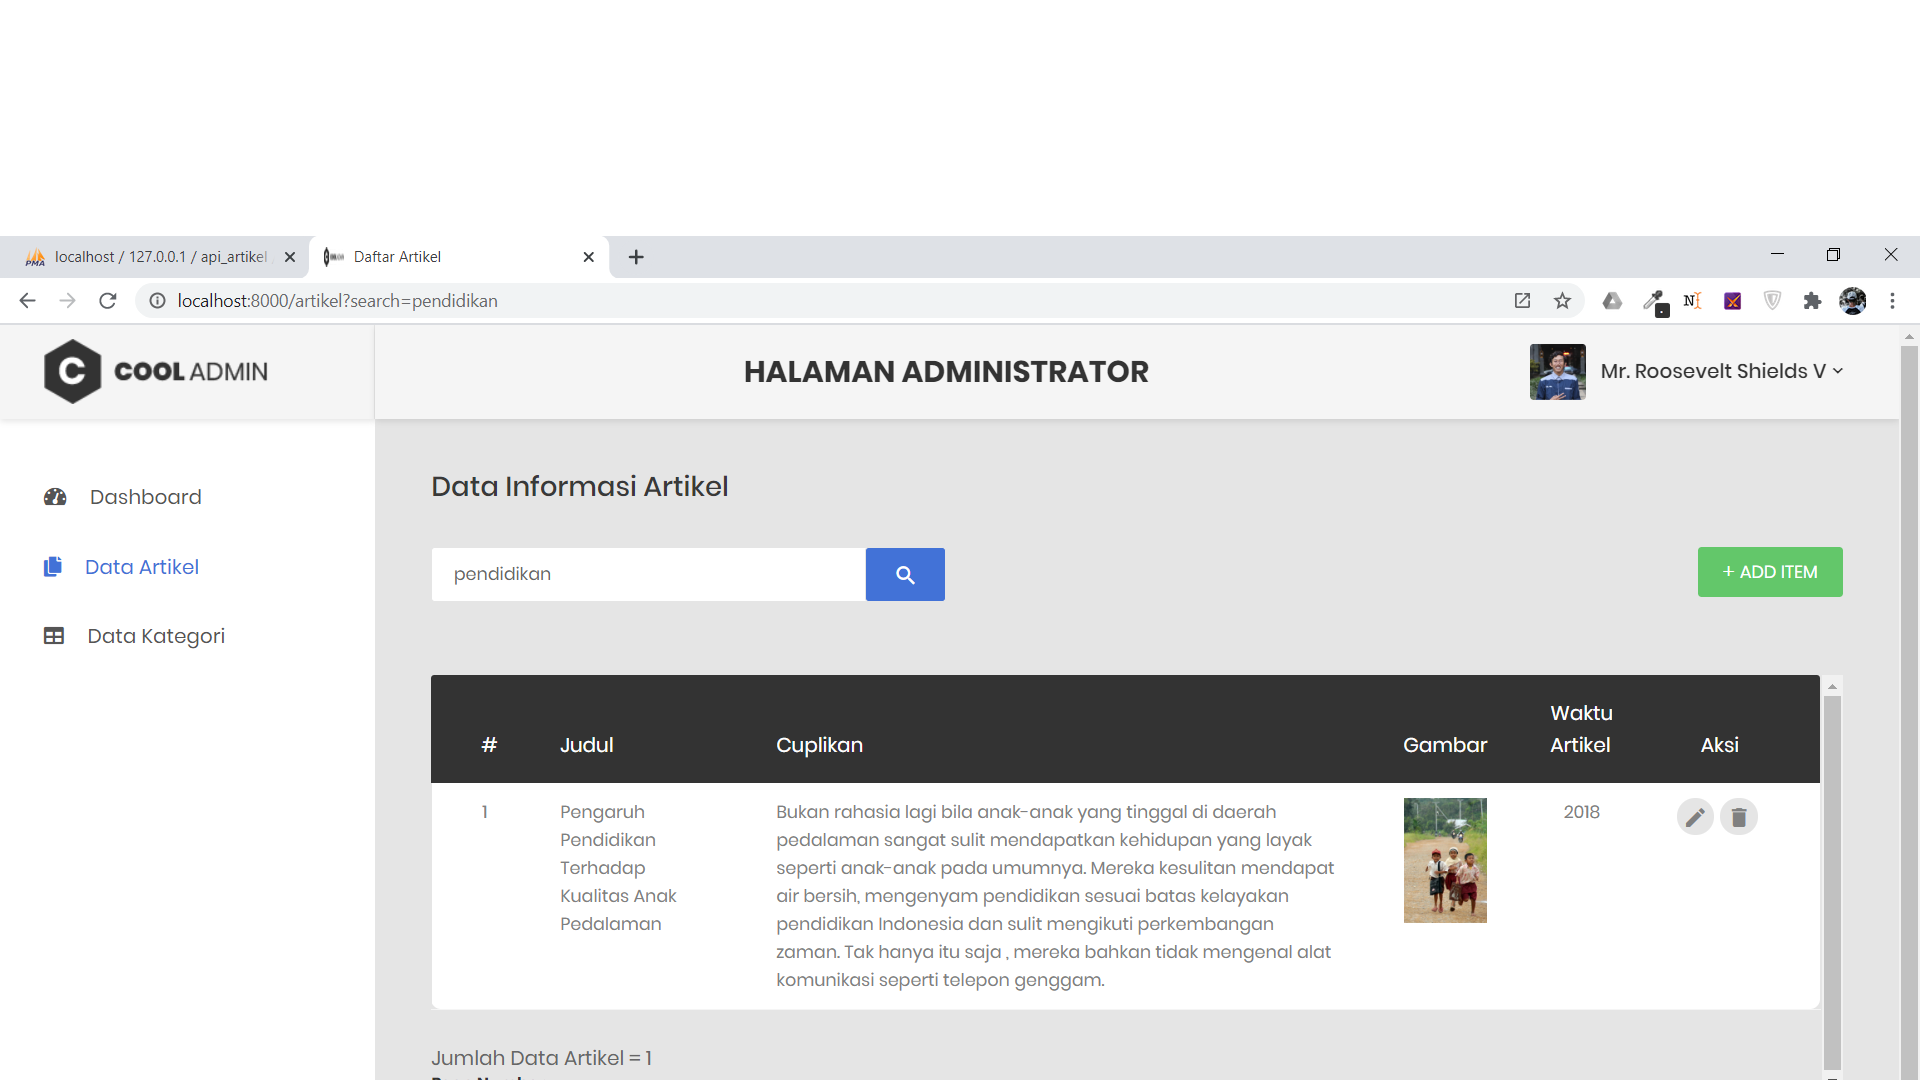 localhost / 127.0.0.1 / api_artikel
Daftar Artikel
localhost:8000/artikel?search=pendidikan
COOL ADMIN
HALAMAN ADMINISTRATOR
Mr. Roosevelt Shields V
Dashboard
Data Artikel
Data Kategori
Data Informasi Artikel
pendidikan
+ ADD ITEM
# Judul Cuplikan Gambar Waktu Artikel Aksi
1
Pengaruh
Pendidikan
Terhadap
Kualitas Anak
Pedalaman
Bukan rahasia lagi bila anak-anak yang tinggal di daerah
pedalaman sangat sulit mendapatkan kehidupan yang layak
seperti anak-anak pada umumnya. Mereka kesulitan mendapat
air bersih, mengenyam pendidikan sesuai batas kelayakan
pendidikan Indonesia dan sulit mengikuti perkembangan
zaman. Tak hanya itu saja , mereka bahkan tidak mengenal alat
komunikasi seperti telepon genggam.
2018
Jumlah Data Artikel = 1